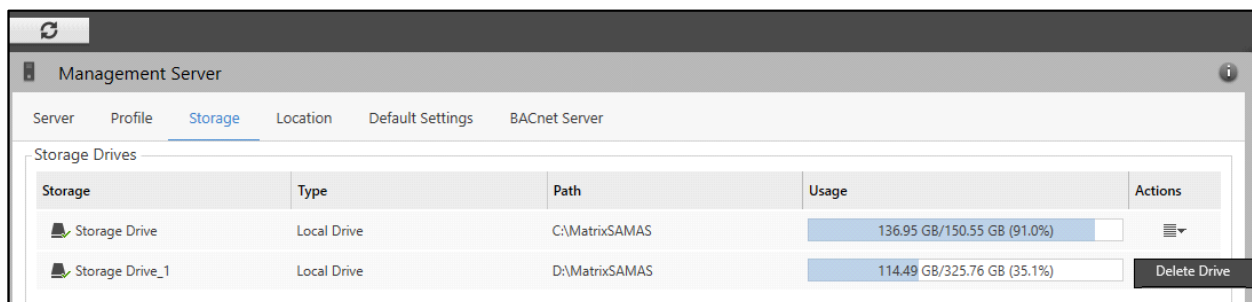 Management Server
Server Profile Storage Location Default Settings BACnet Server
Storage Drives
Storage Type Path Usage Actions
Storage Drive Local Drive C:\MatrixSAMAS 136.95 GB/150.55 GB (91.0%)
Storage Drive_1 Local Drive D:\MatrixSAMAS 114.49 GB/325.76 GB (35.1%) Delete Drive